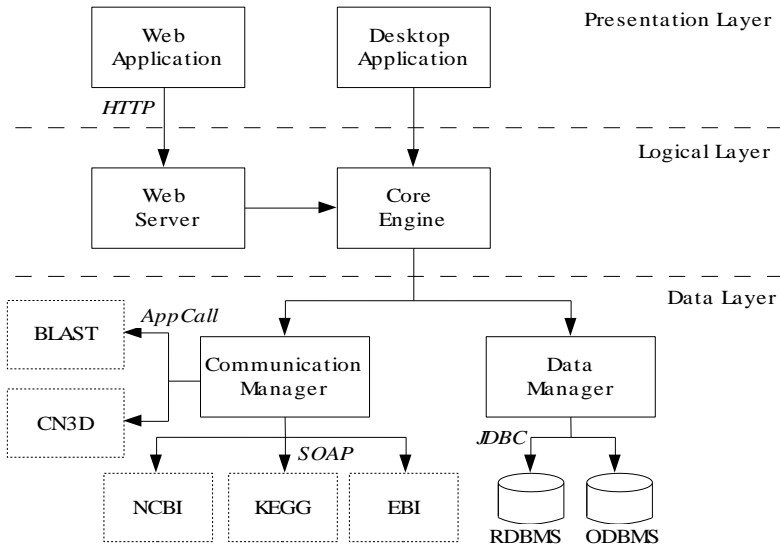 Web
Application
Desktop
Application
Presentation Layer
HTTP
Logical Layer
Web
Server
Core
Engine
Data Layer
AppCall
BLAST
Communication
Manager
Data
Manager
CN3D
SOAP
JDBC
NCBI
KEGG
EBI
RDBMS
ODBMS